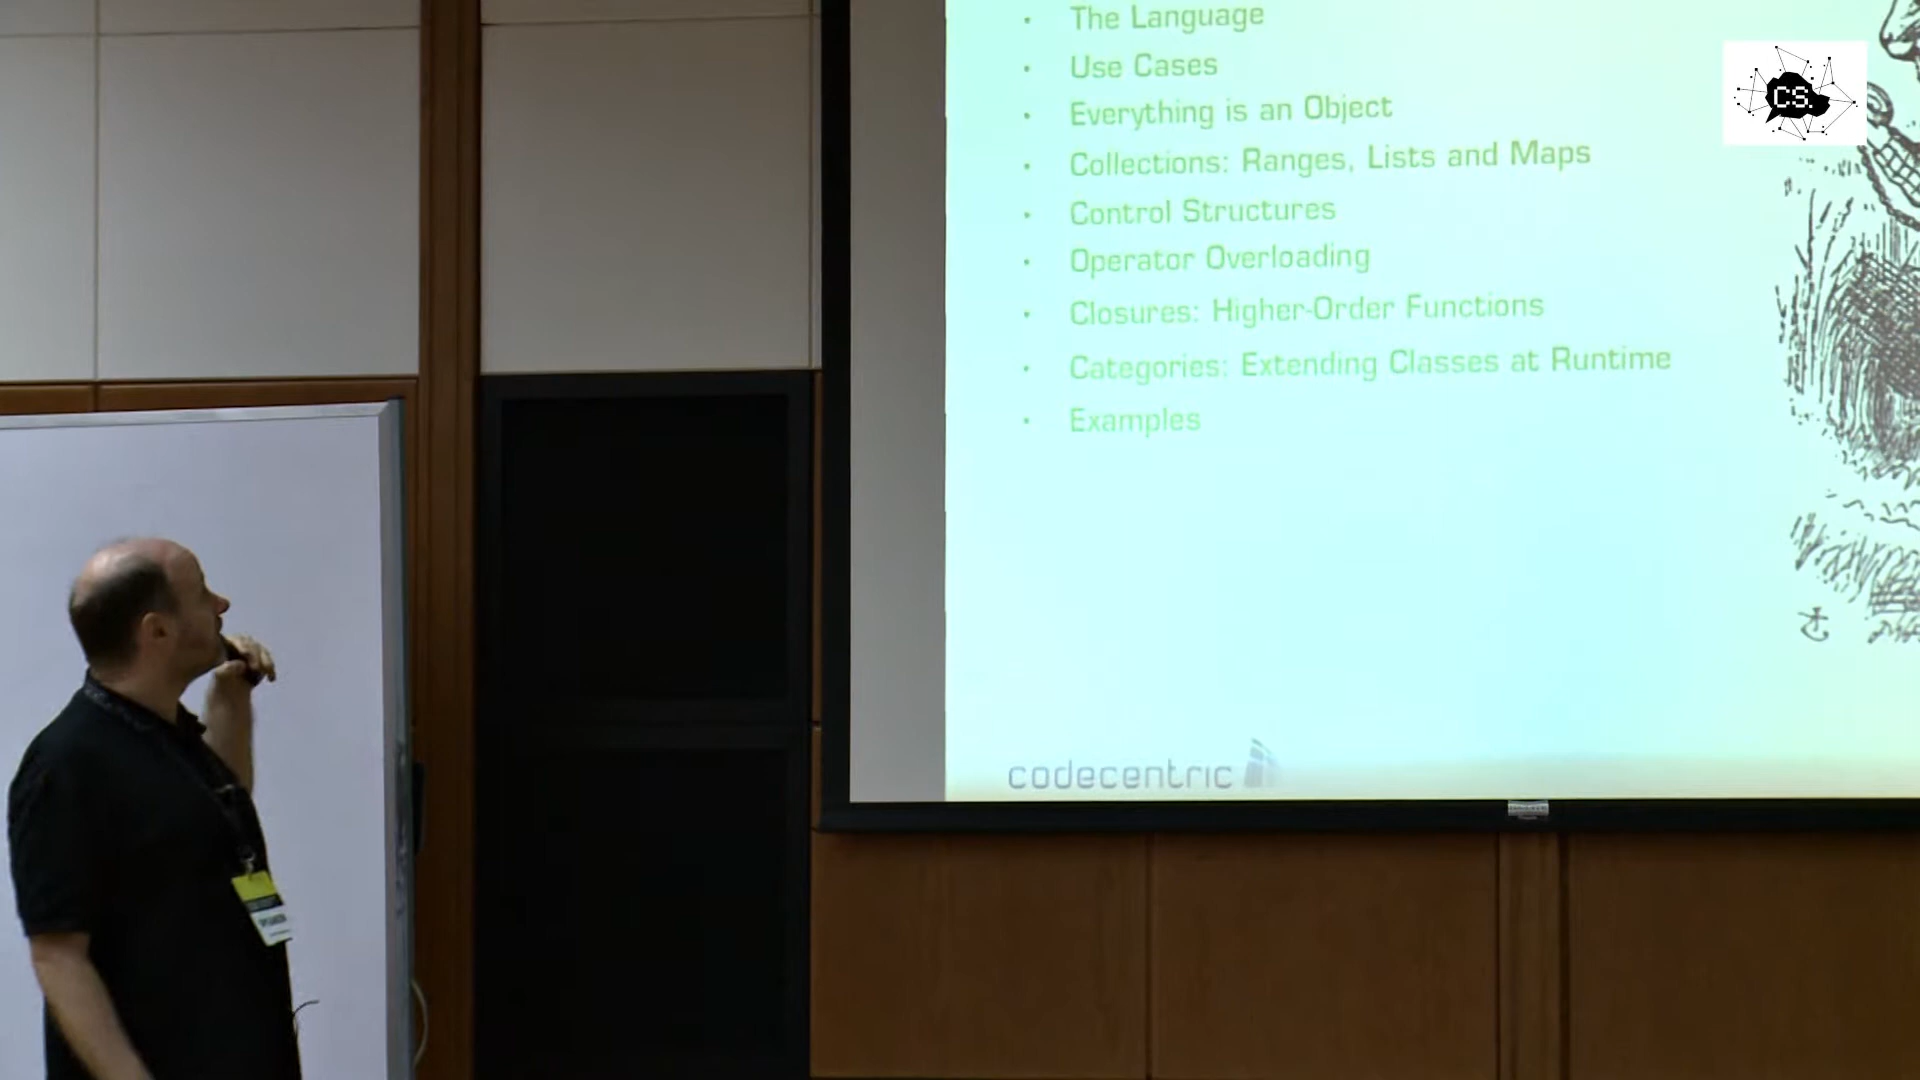 The Language
CS.
Use Cases
Everything is an Object
Collections: Ranges, Lists and Maps
Control Structures
Operator Overloading
Closures: Higher-Order Functions
Categories: Extending Classes at Runtime
Examples
codecentric
SPEAKER